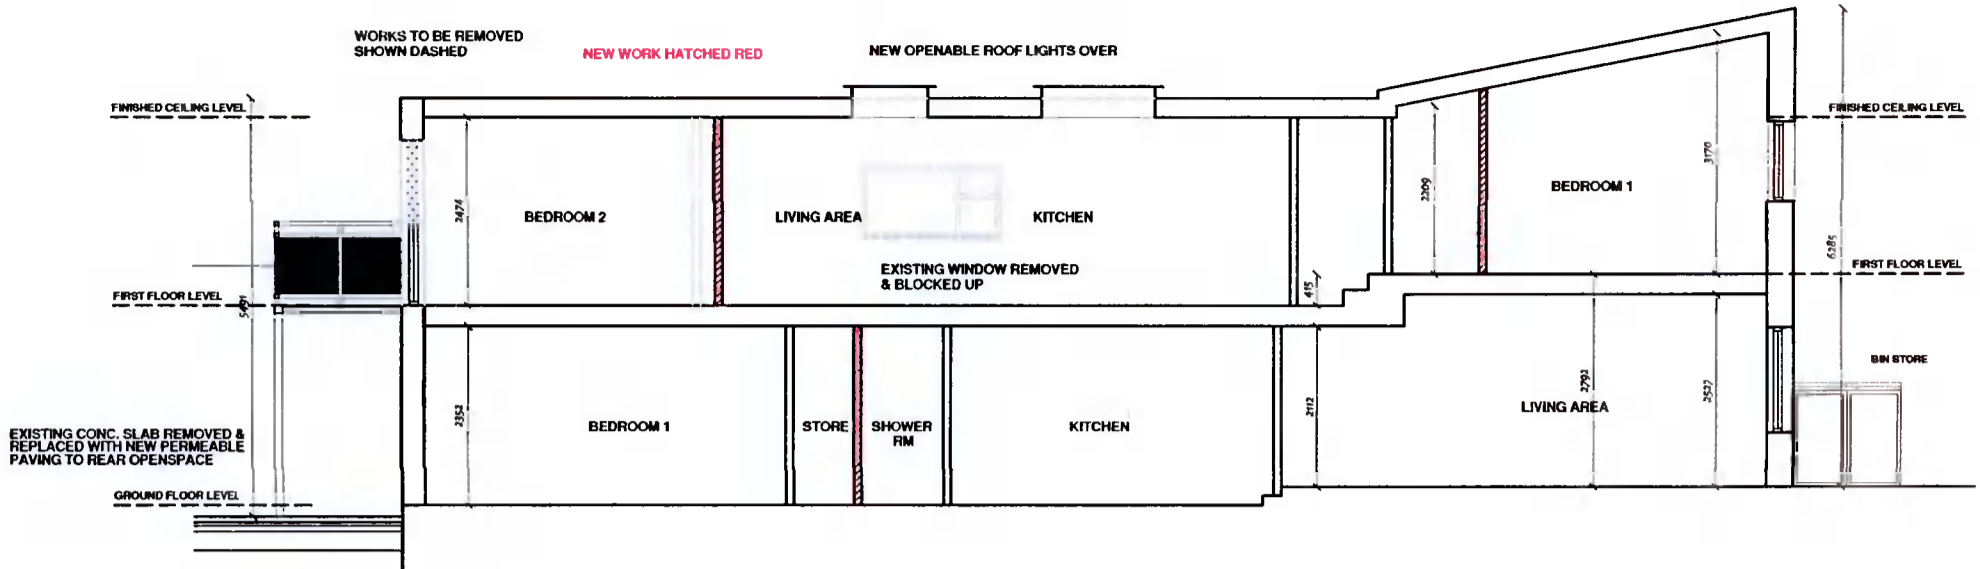 WORKS TO BE REMOVED
SHOWN DASHED
NEW WORK HATCHED RED
NEW OPENABLE ROOF LIGHTS OVER
FINISHED CEILING LEVEL
FINISHED CEILING LEVEL
2474
BEDROOM 2
LIVING AREA
KITCHEN
2209
BEDROOM 1
3170
6285
EXISTING WINDOW REMOVED
& BLOCKED UP
415
FIRST FLOOR LEVEL
FIRST FLOOR LEVEL
5491
2352
BEDROOM 1
STORE
SHOWER
RM
KITCHEN
2112
2792
LIVING AREA
2527
BIN STORE
EXISTING CONC. SLAB REMOVED &
REPLACED WITH NEW PERMEABLE
PAVING TO REAR OPENSPACE
GROUND FLOOR LEVEL